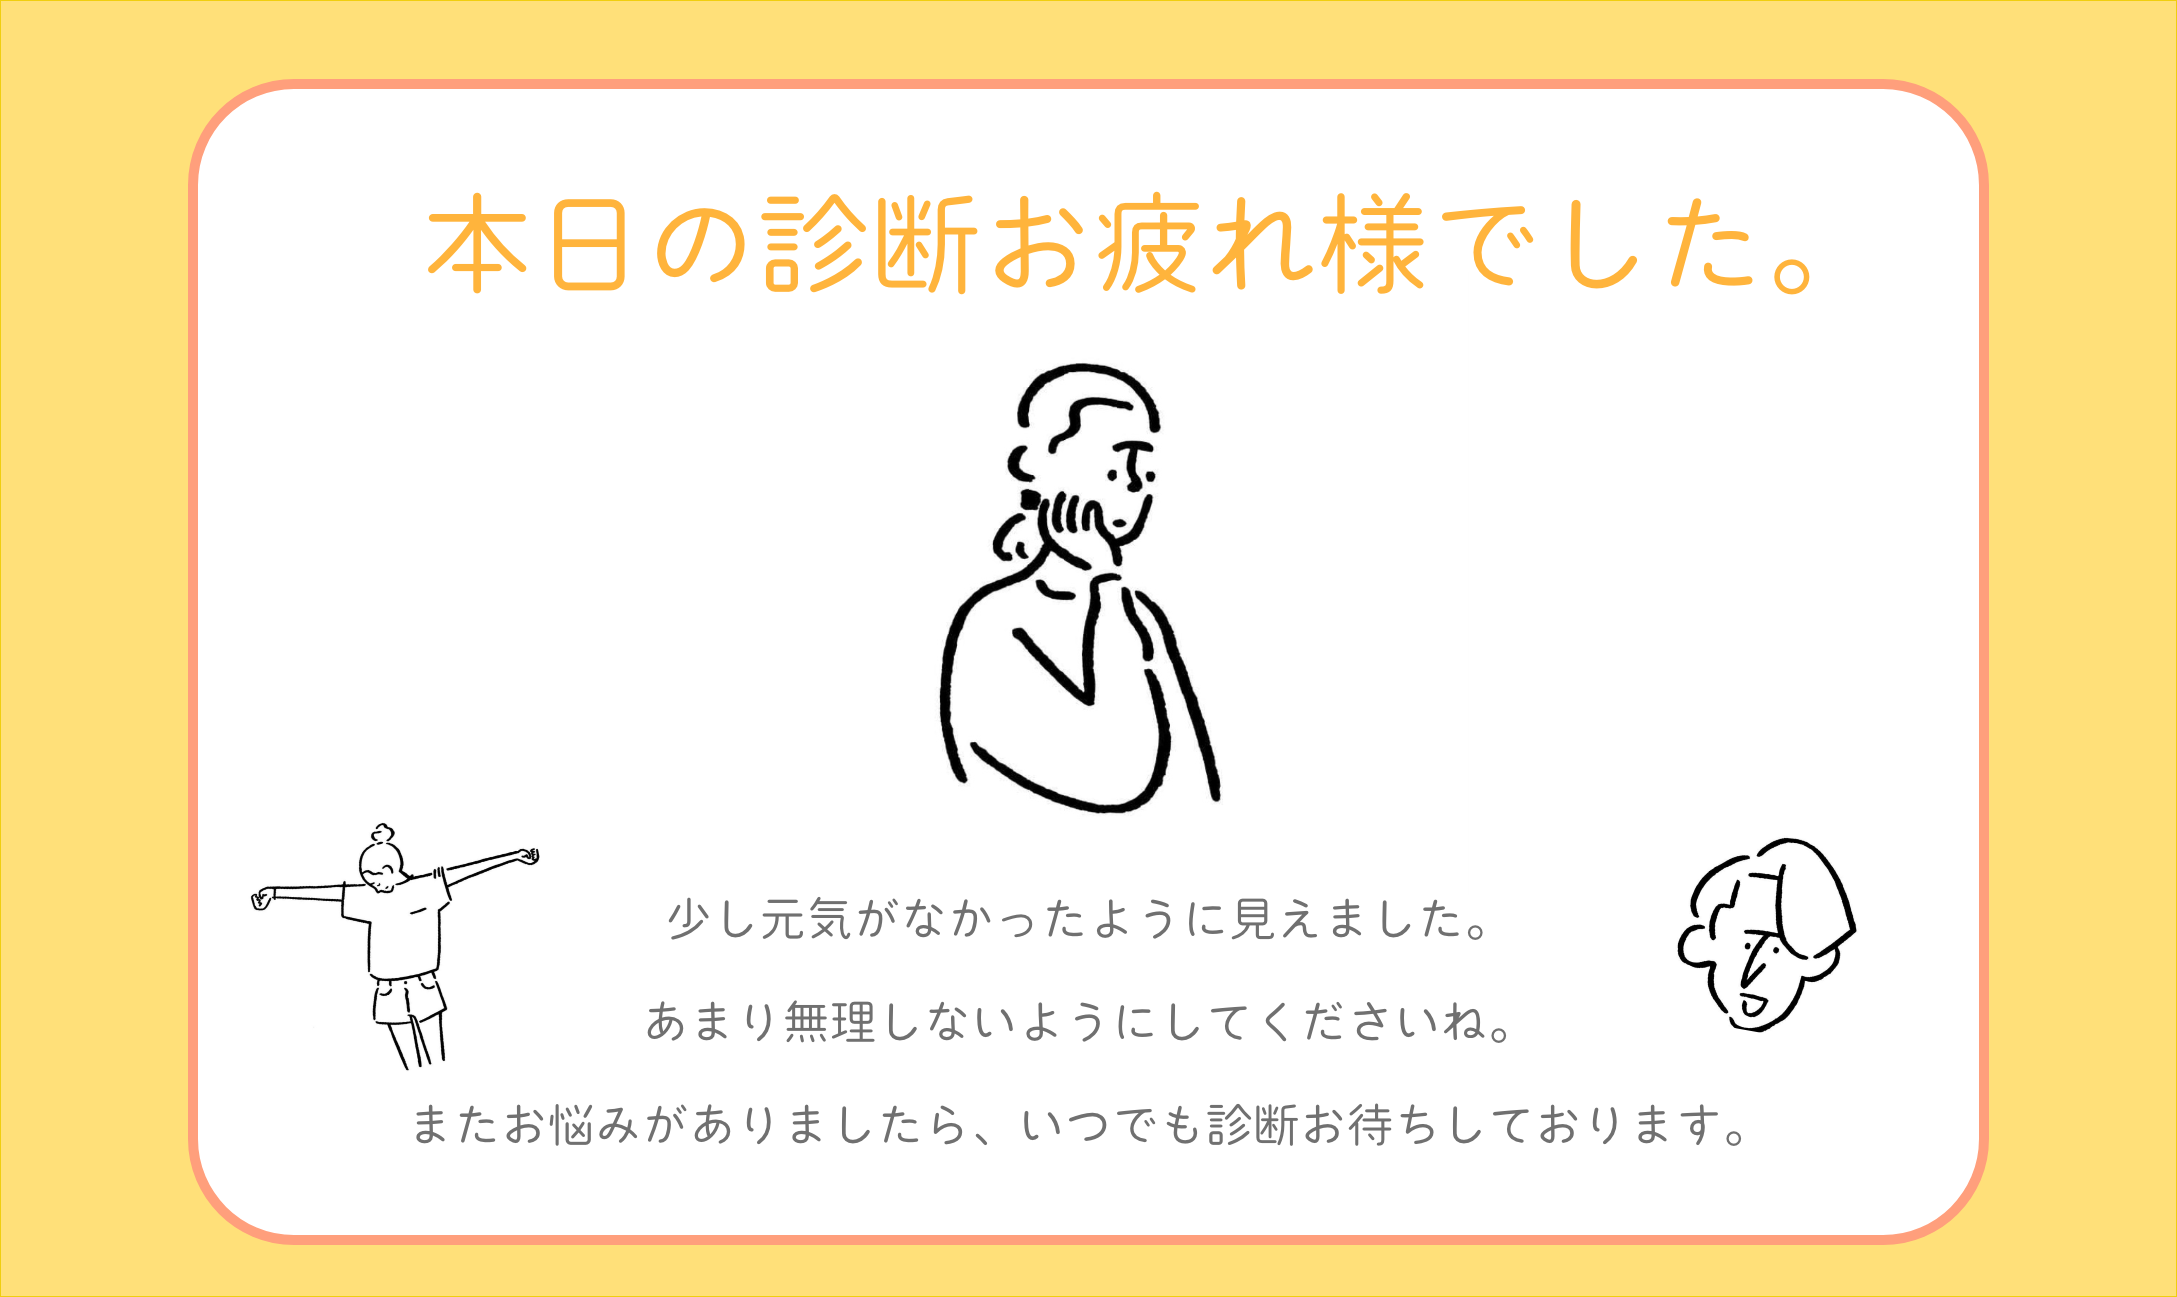 本日の診断お疲れ様でした。
少し元気がなかったように見えました。
あまり無理しないようにしてくださいね。
またお悩みがありましたら、いつでも診断お待ちしております。